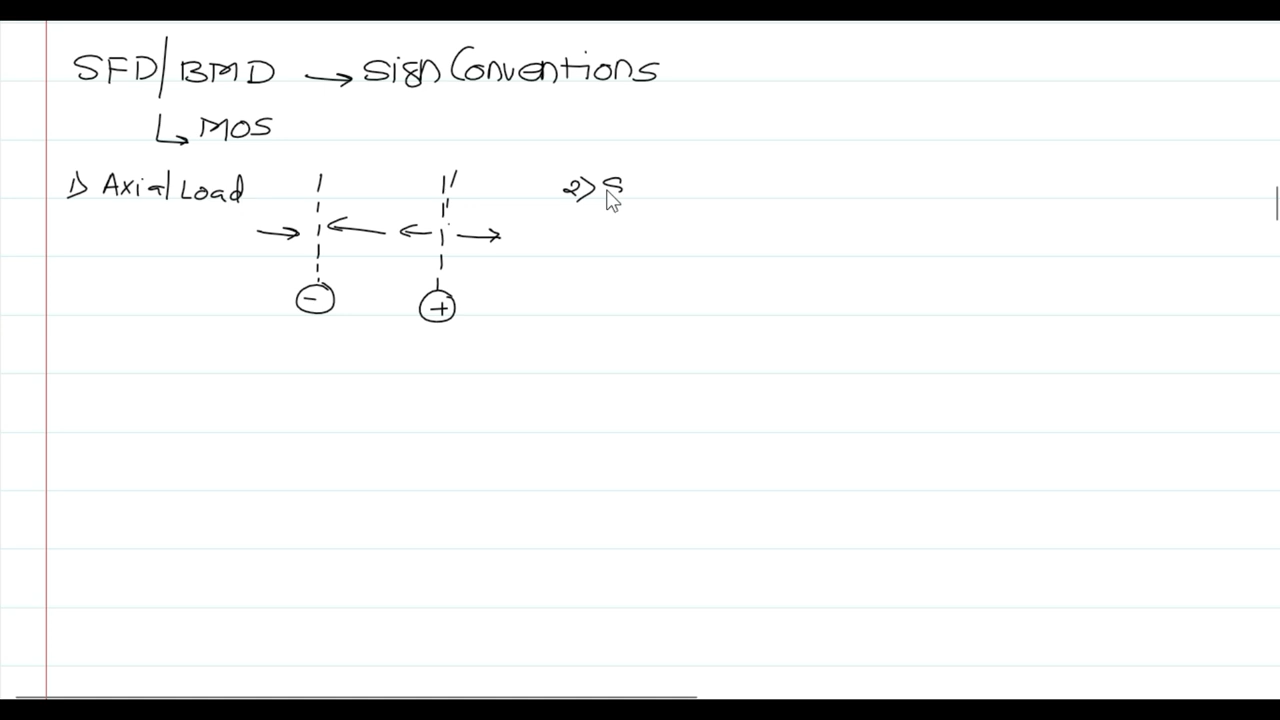 SFD/BMD → Sign Conventions
↳ MOS
1) Axial Load
2) S
-
+